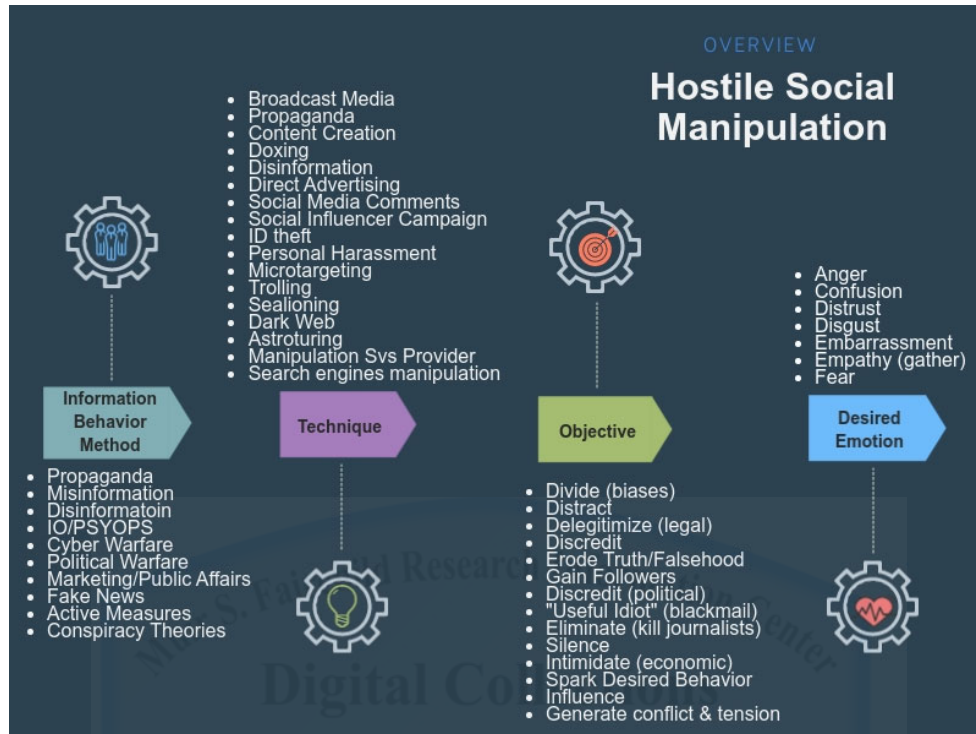 OVERVIEW
Hostile Social
Manipulation
• Broadcast Media
• Propaganda
• Content Creation
• Doxing
• Disinformation
• Direct Advertising
• Social Media Comments
• Social Influencer Campaign
• ID theft
• Personal Harassment
• Microtargeting
• Trolling
• Sealioning
• Dark Web
• Astroturing
• Manipulation Svs Provider
• Search engines manipulation
• Anger
• Confusion
• Distrust
• Disgust
• Embarrassment
• Empathy (gather)
• Fear
Information
Behavior
Method
Technique
Objective
Desired
Emotion
• Propaganda
• Misinformation
• Disinformatoin
• IO/PSYOPS
• Cyber Warfare
• Political Warfare
• Marketing/Public Affairs
• Fake News
• Active Measures
• Conspiracy Theories
• Divide (biases)
• Distract
• Delegitimize (legal)
• Discredit
• Erode Truth/Falsehood
• Gain Followers
• Discredit (political)
• "Useful Idiot" (blackmail)
• Eliminate (kill journalists)
• Silence
• Intimidate (economic)
• Spark Desired Behavior
• Influence
• Generate conflict & tension
Research Center
Digital Collections